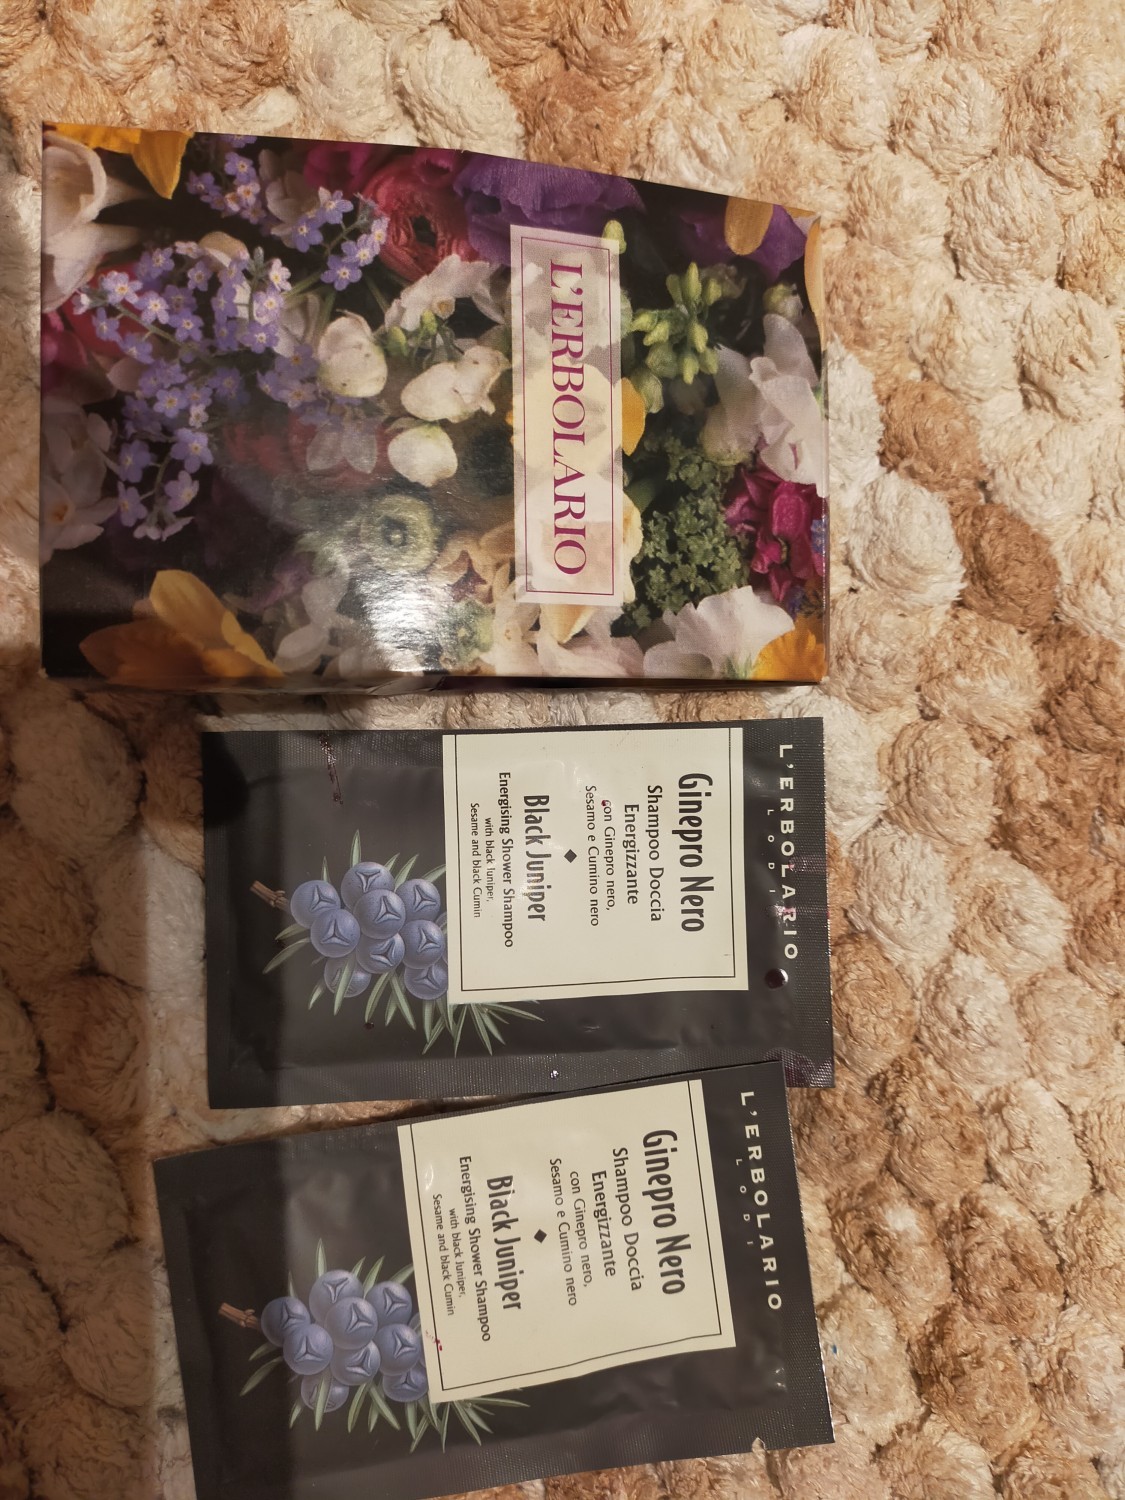 L'ERBOLARIO
L'ERBOLARIO
LODI
Ginepro Nero
Shampoo Doccia
Energizzante
con Ginepro nero,
Sesamo e Cumino nero
Black Juniper
Energising Shower Shampoo
with black Juniper,
Sesame and black Cumin
L'ERBOLARIO
LODI
Ginepro Nero
Shampoo Doccia
Energizzante
con Ginepro nero,
Sesamo e Cumino nero
Black Juniper
Energising Shower Shampoo
with black Juniper,
Sesame and black Cumin